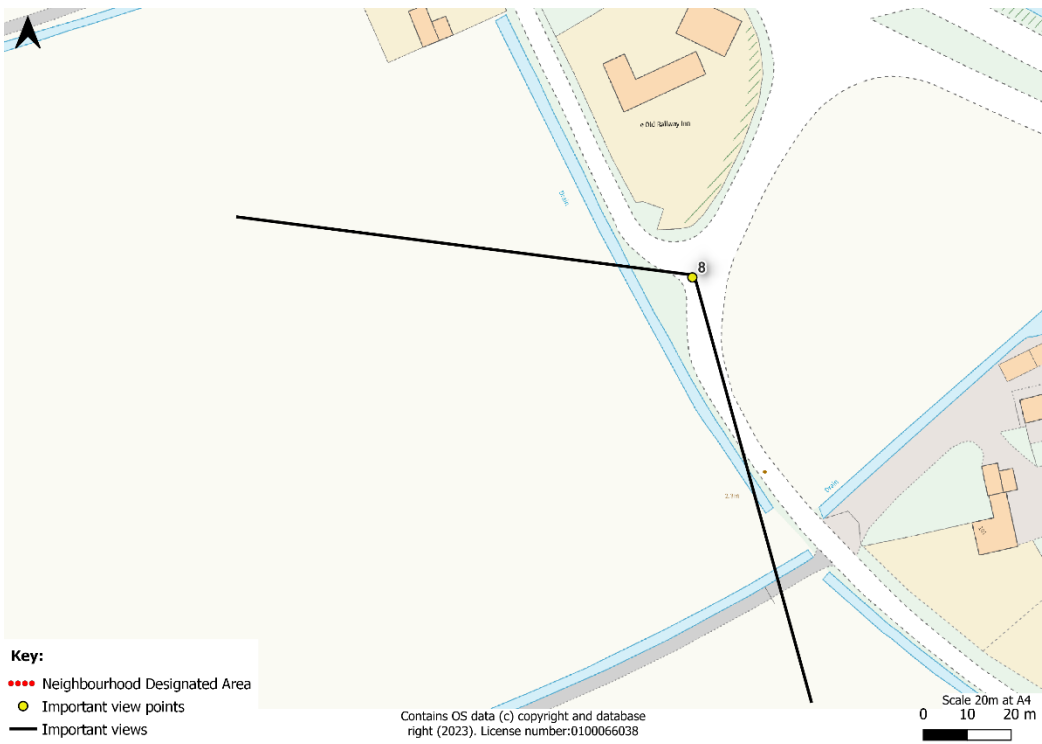 e Old Railway Inn
Drain
8
2.7m
Drain
Key:
Neighbourhood Designated Area
Important view points
Important views
Contains OS data (c) copyright and database
right (2023). License number:0100066038
Scale 20m at A4
0 10 20 m